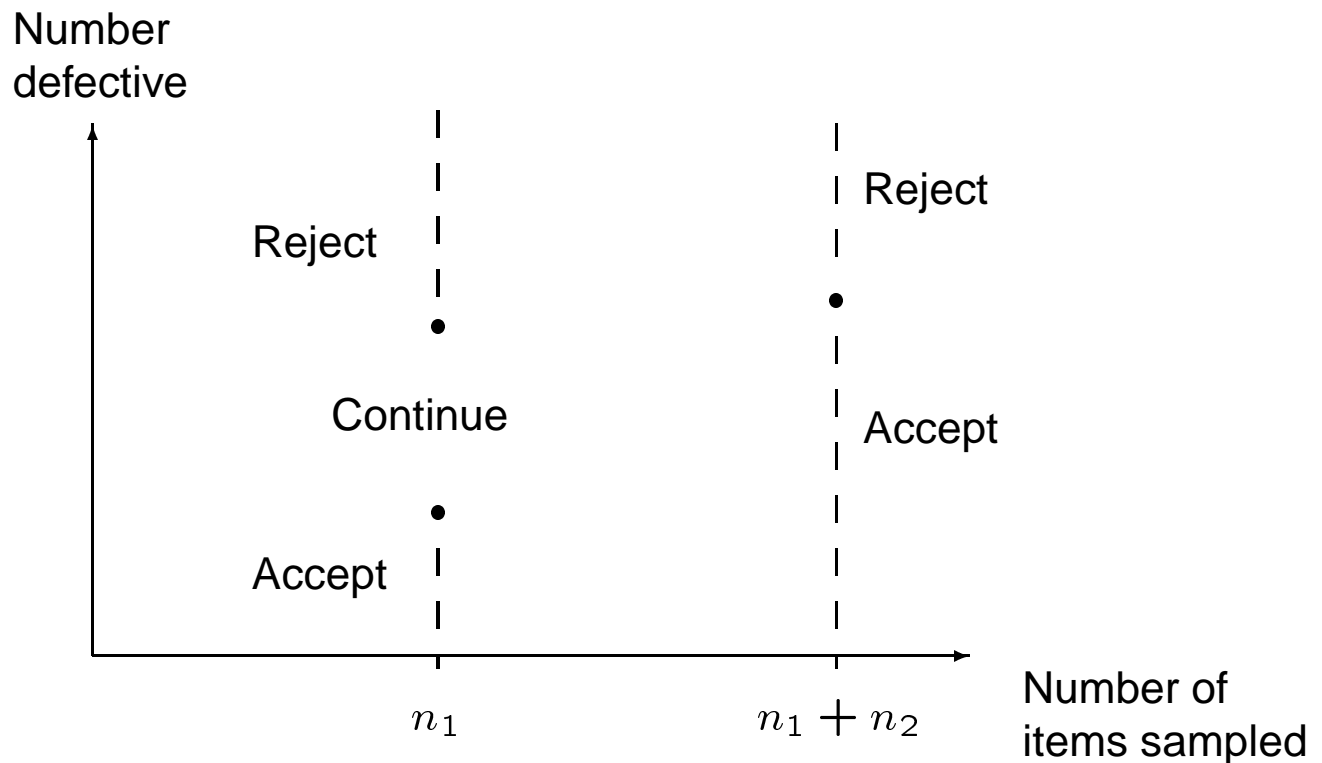 Number
defective
Reject
Reject
Continue
Accept
Accept
n₁
n₁ + n₂
Number of
items sampled